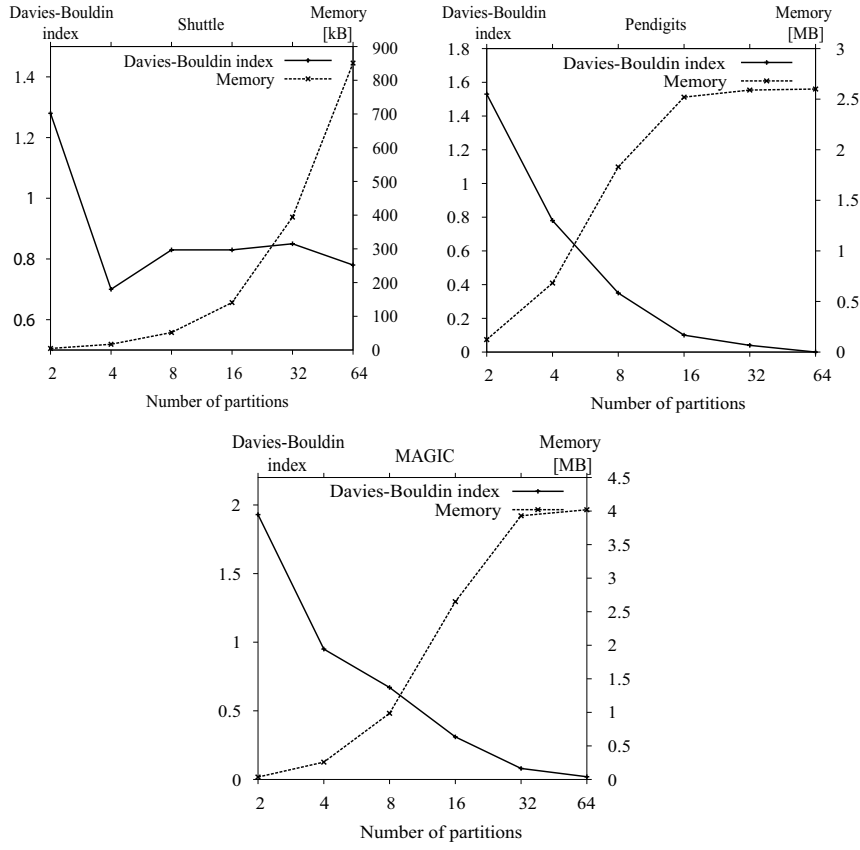 Davies-Bouldin index
Shuttle
Memory [kB]
Davies-Bouldin index
Memory
1.4
1.2
1
0.8
0.6
900
800
700
600
500
400
300
200
100
0
2 4 8 16 32 64
Number of partitions
Davies-Bouldin index
Pendigits
Memory [MB]
Davies-Bouldin index
Memory
1.8
1.6
1.4
1.2
1
0.8
0.6
0.4
0.2
0
3
2.5
2
1.5
1
0.5
0
2 4 8 16 32 64
Number of partitions
Davies-Bouldin index
MAGIC
Memory [MB]
Davies-Bouldin index
Memory
2
1.5
1
0.5
0
4.5
4
3.5
3
2.5
2
1.5
1
0.5
0
2 4 8 16 32 64
Number of partitions